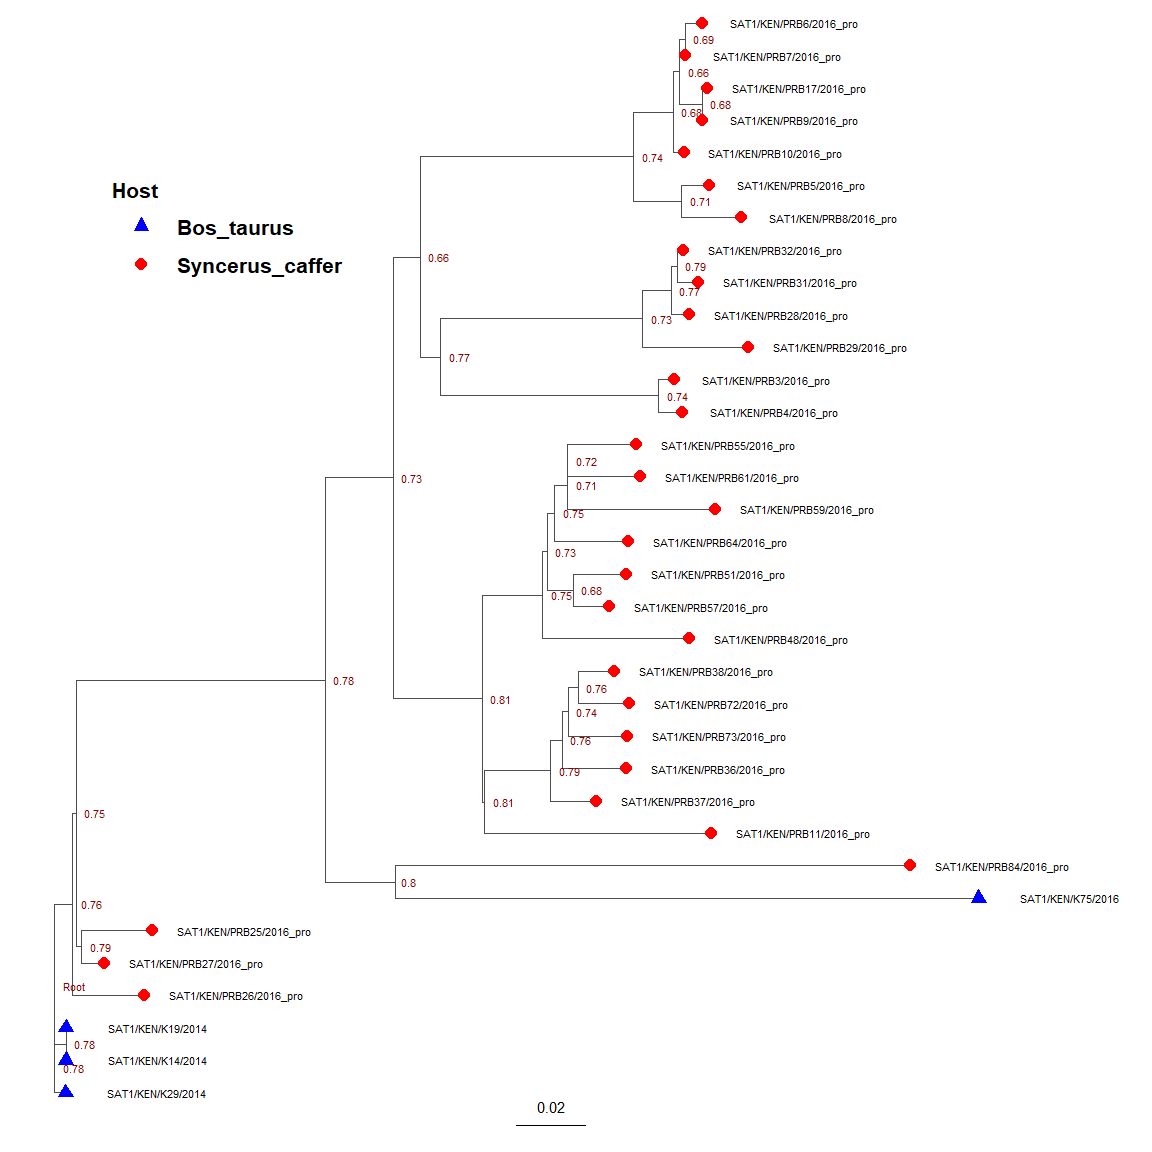 SAT1/KEN/PRB6/2016_pro
0.69
SAT1/KEN/PRB7/2016_pro
0.66
SAT1/KEN/PRB17/2016_pro
0.68
0.68
SAT1/KEN/PRB9/2016_pro
SAT1/KEN/PRB10/2016_pro
0.74
SAT1/KEN/PRB5/2016_pro
0.71
SAT1/KEN/PRB8/2016_pro
Host
Bos_taurus
Syncerus_caffer
SAT1/KEN/PRB32/2016_pro
0.66
0.79
SAT1/KEN/PRB31/2016_pro
0.77
SAT1/KEN/PRB28/2016_pro
0.73
SAT1/KEN/PRB29/2016_pro
0.77
SAT1/KEN/PRB3/2016_pro
0.74
SAT1/KEN/PRB4/2016_pro
SAT1/KEN/PRB55/2016_pro
0.72
SAT1/KEN/PRB61/2016_pro
0.73
0.71
SAT1/KEN/PRB59/2016_pro
0.75
SAT1/KEN/PRB64/2016_pro
0.73
SAT1/KEN/PRB51/2016_pro
0.68
0.75
SAT1/KEN/PRB57/2016_pro
SAT1/KEN/PRB48/2016_pro
SAT1/KEN/PRB38/2016_pro
0.78
0.76
0.81
SAT1/KEN/PRB72/2016_pro
0.74
SAT1/KEN/PRB73/2016_pro
0.76
SAT1/KEN/PRB36/2016_pro
0.79
SAT1/KEN/PRB37/2016_pro
0.81
0.75
SAT1/KEN/PRB11/2016_pro
SAT1/KEN/PRB84/2016_pro
0.8
SAT1/KEN/K75/2016
0.76
SAT1/KEN/PRB25/2016_pro
0.79
SAT1/KEN/PRB27/2016_pro
Root
SAT1/KEN/PRB26/2016_pro
SAT1/KEN/K19/2014
0.78
SAT1/KEN/K14/2014
0.78
SAT1/KEN/K29/2014
0.02